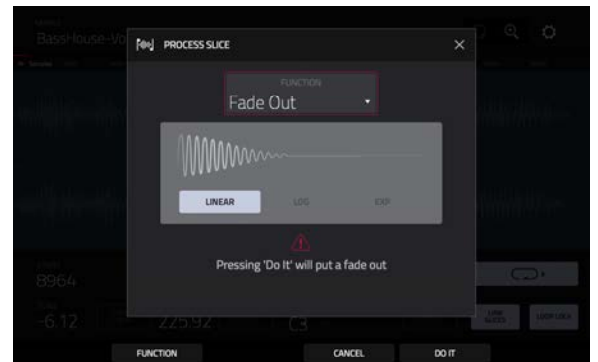 BassHouse-Vo
PROCESS SLICE
FUNCTION
Fade Out
LINEAR
LOG
EXP
Pressing 'Do It' will put a fade out
8964
-6.12
225.92
C3
LOOP LOCK
FUNCTION
CANCEL
DO IT